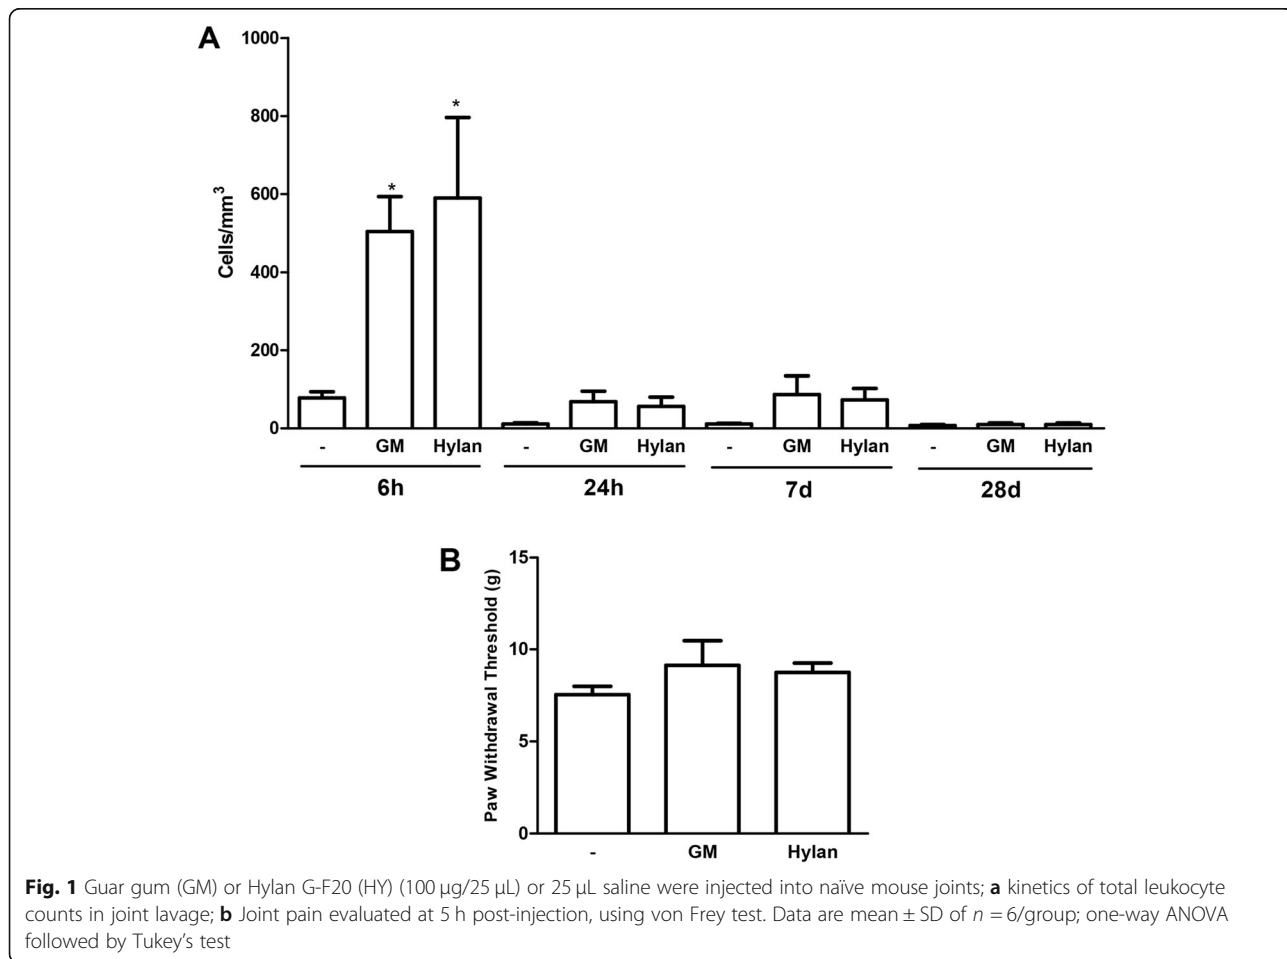 A
1000
800
600
400
200
0
Cells/mm³
*
*
- GM Hylan - GM Hylan - GM Hylan - GM Hylan
6h 24h 7d 28d
B
15
10
5
0
Paw Withdrawal Threshold (g)
- GM Hylan
Fig. 1 Guar gum (GM) or Hylan G-F20 (HY) (100 μg/25 μL) or 25 μL saline were injected into naïve mouse joints; a kinetics of total leukocyte
counts in joint lavage; b Joint pain evaluated at 5 h post-injection, using von Frey test. Data are mean ± SD of n = 6/group; one-way ANOVA
followed by Tukey's test